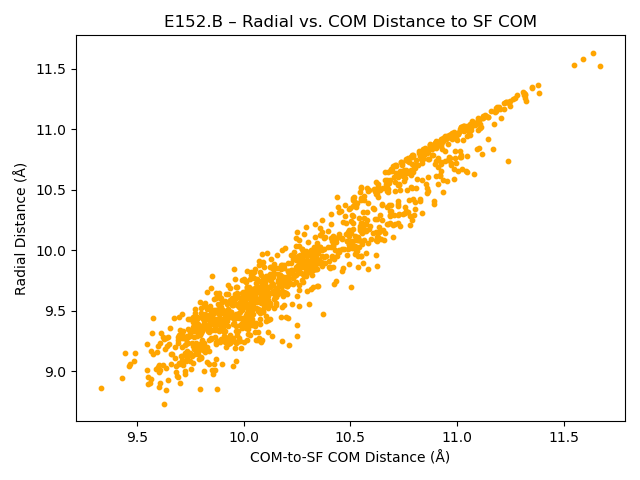 E152.B – Radial vs. COM Distance to SF COM
11.5
11.0
10.5
10.0
9.5
9.0
Radial Distance (Å)
9.5 10.0 10.5 11.0 11.5
COM-to-SF COM Distance (Å)